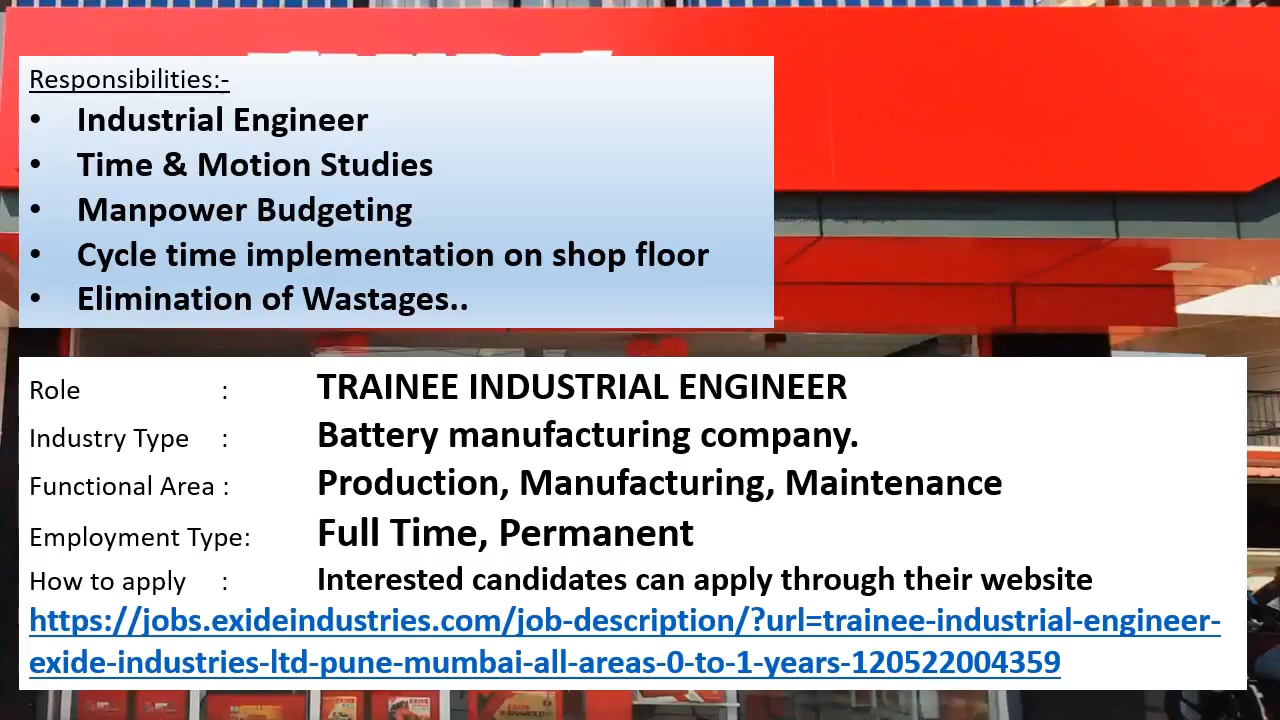 Responsibilities:-
• Industrial Engineer
• Time & Motion Studies
• Manpower Budgeting
• Cycle time implementation on shop floor
• Elimination of Wastages..
Role : TRAINEE INDUSTRIAL ENGINEER
Industry Type : Battery manufacturing company.
Functional Area : Production, Manufacturing, Maintenance
Employment Type: Full Time, Permanent
How to apply : Interested candidates can apply through their website
https://jobs.exideindustries.com/job-description/?url=trainee-industrial-engineer-
exide-industries-ltd-pune-mumbai-all-areas-0-to-1-years-120522004359